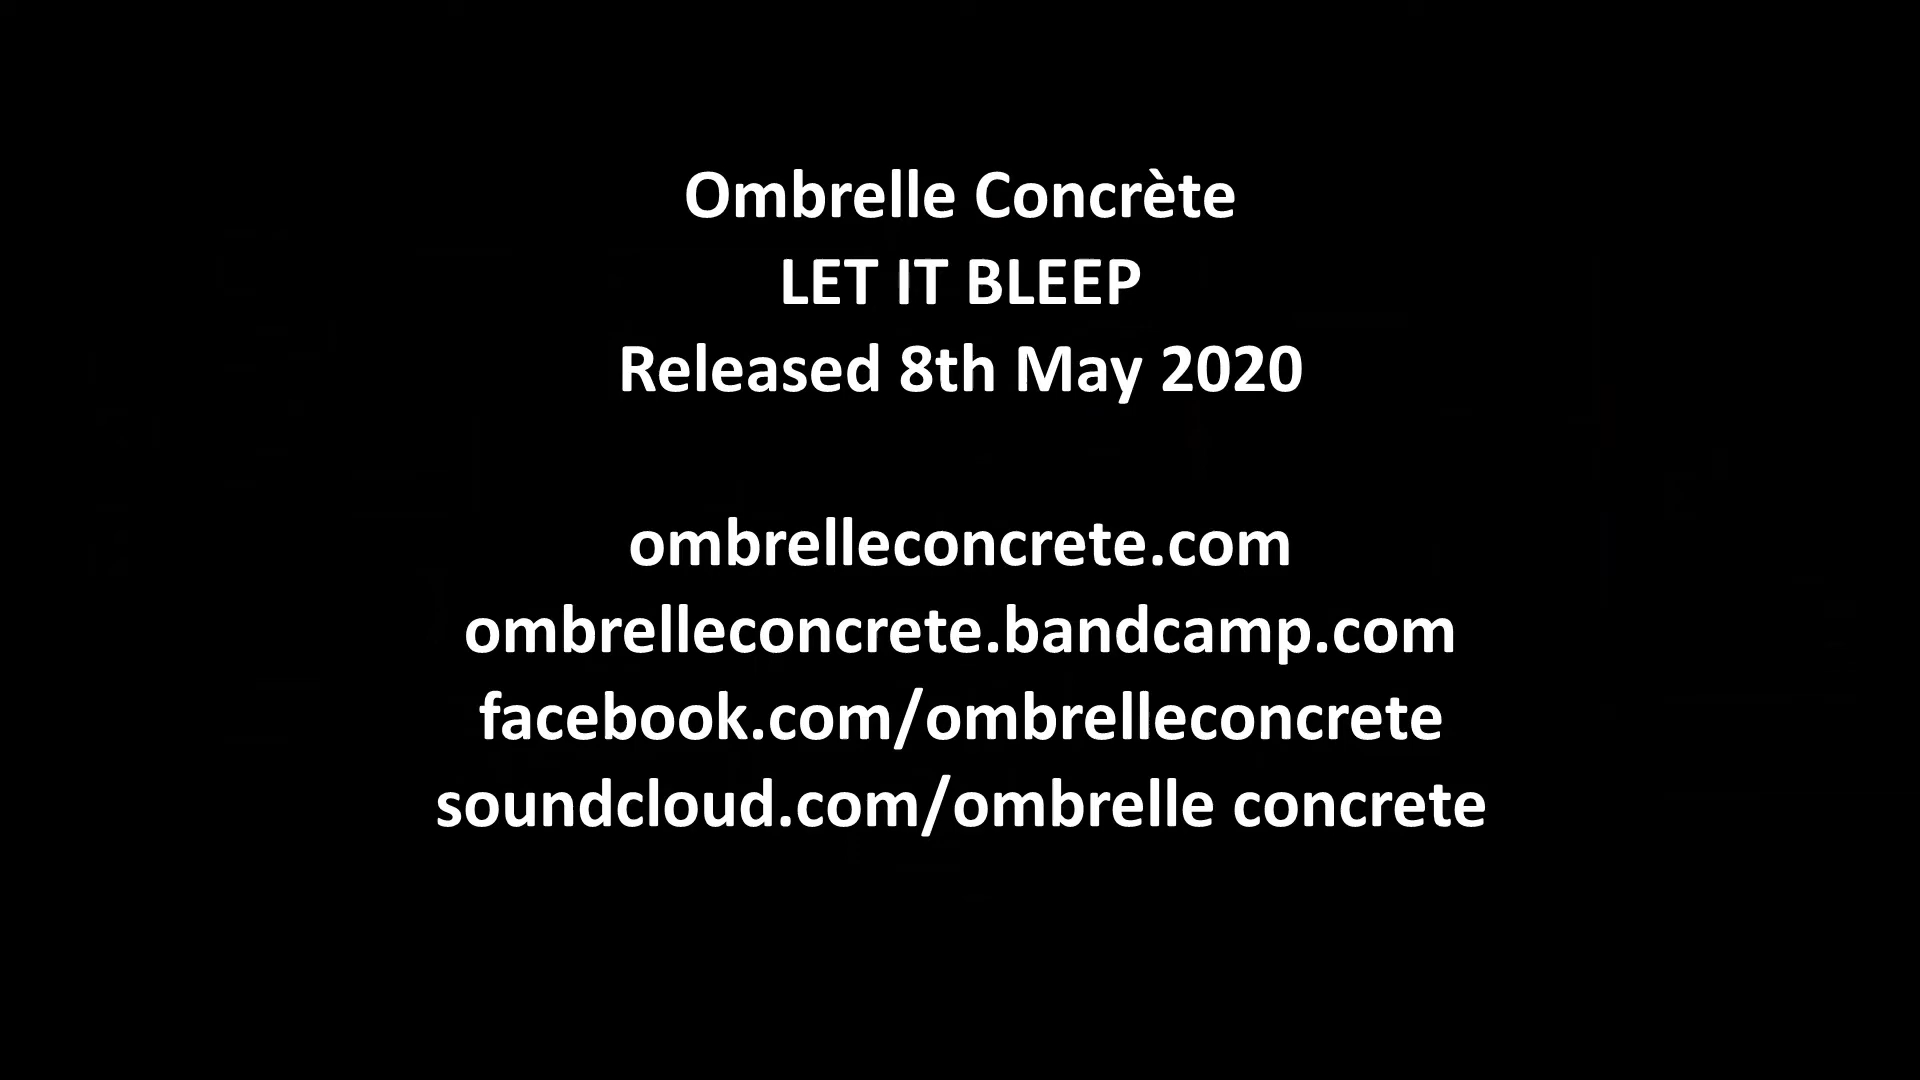 Ombrelle Concrète
LET IT BLEEP
Released 8th May 2020
ombrelleconcrete.com
ombrelleconcrete.bandcamp.com
facebook.com/ombrelleconcrete
soundcloud.com/ombrelle concrete